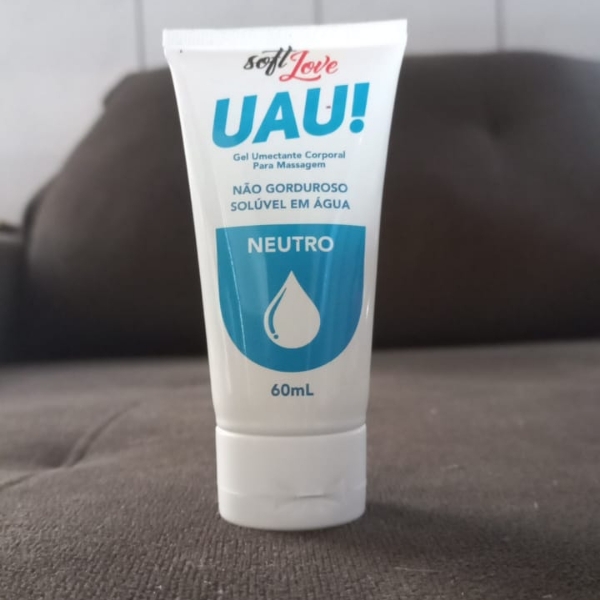 soft Love
UAU!
Gel Umectante Corporal
Para Massagem
NÃO GORDUROSO
SOLÚVEL EM ÁGUA
NEUTRO
60mL